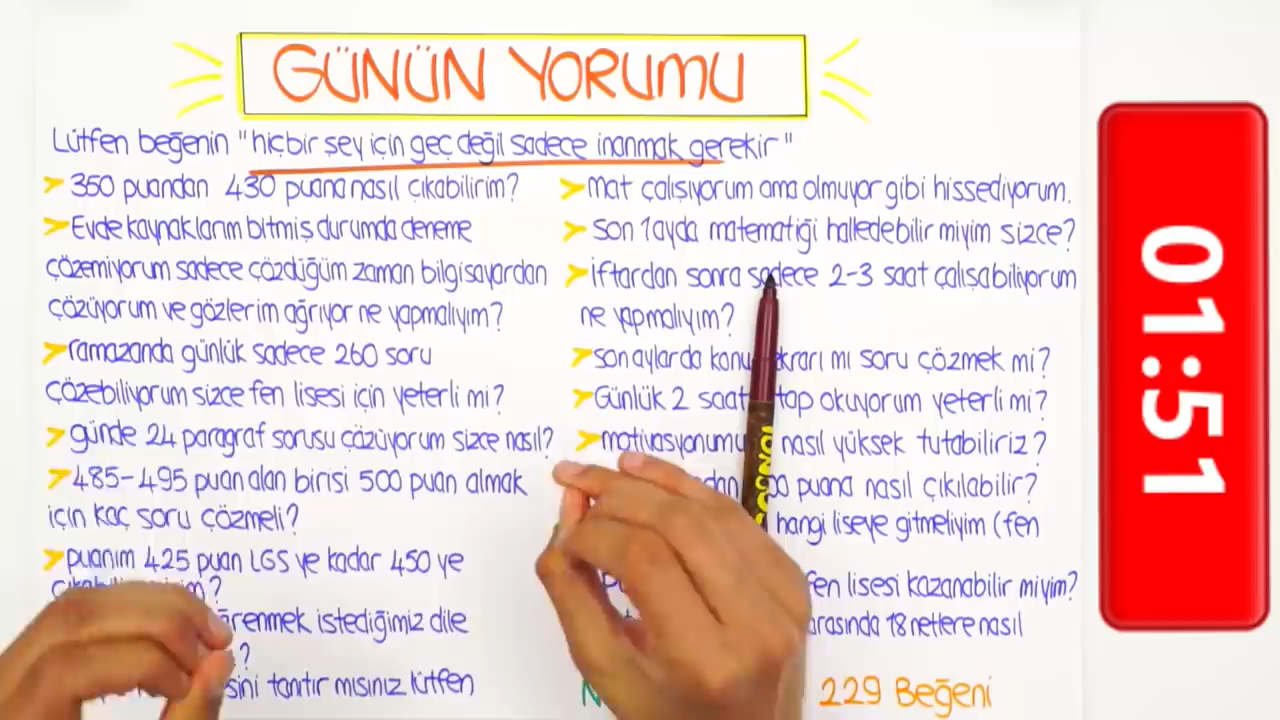 GÜNÜN YORUMU
Lütfen beğenin "hiçbir şey için geç değil sadece inanmak gerekir"
➤ 350 puandan 430 puana nasıl çıkabilirim?
➤ Evde kaynaklarım bitmiş durumda deneme
çözemiyorum sadece çözdüğüm zaman bilgisayardan
çözüyorum ve gözlerim ağrıyor ne yapmalıyım?
➤ ramazanda günlük sadece 260 soru
çözebiliyorum sizce fen lisesi için yeterli mi?
➤ günde 24 paragraf sorusu çözüyorum sizce nasıl?
➤ 485-495 puan alan birisi 500 puan almak
için kaç soru çözmeli?
➤ puanım 425 puan LGS ye kadar 450 ye
istediğimiz dile
?
tanıtır mısınız lütfen
➤ mat çalışıyorum ama olmuyor gibi hissediyorum.
➤ son 1 ayda matematiği halledebilir miyim sizce?
➤ İftardan sonra sadece 2-3 saat çalışabiliyorum
ne yapmalıyım?
➤ son aylarda konu mı soru çözmek mi?
➤ Günlük 2 saat okuyorum yeterli mi?
➤ nasıl yüksek tutabiliriz?
puana nasıl çıkılabilir?
hangi liseye gitmeliyim (fen
fen lisesi kazanabilir miyim?
arasında 18 netlere nasıl
229 Beğeni
01:51